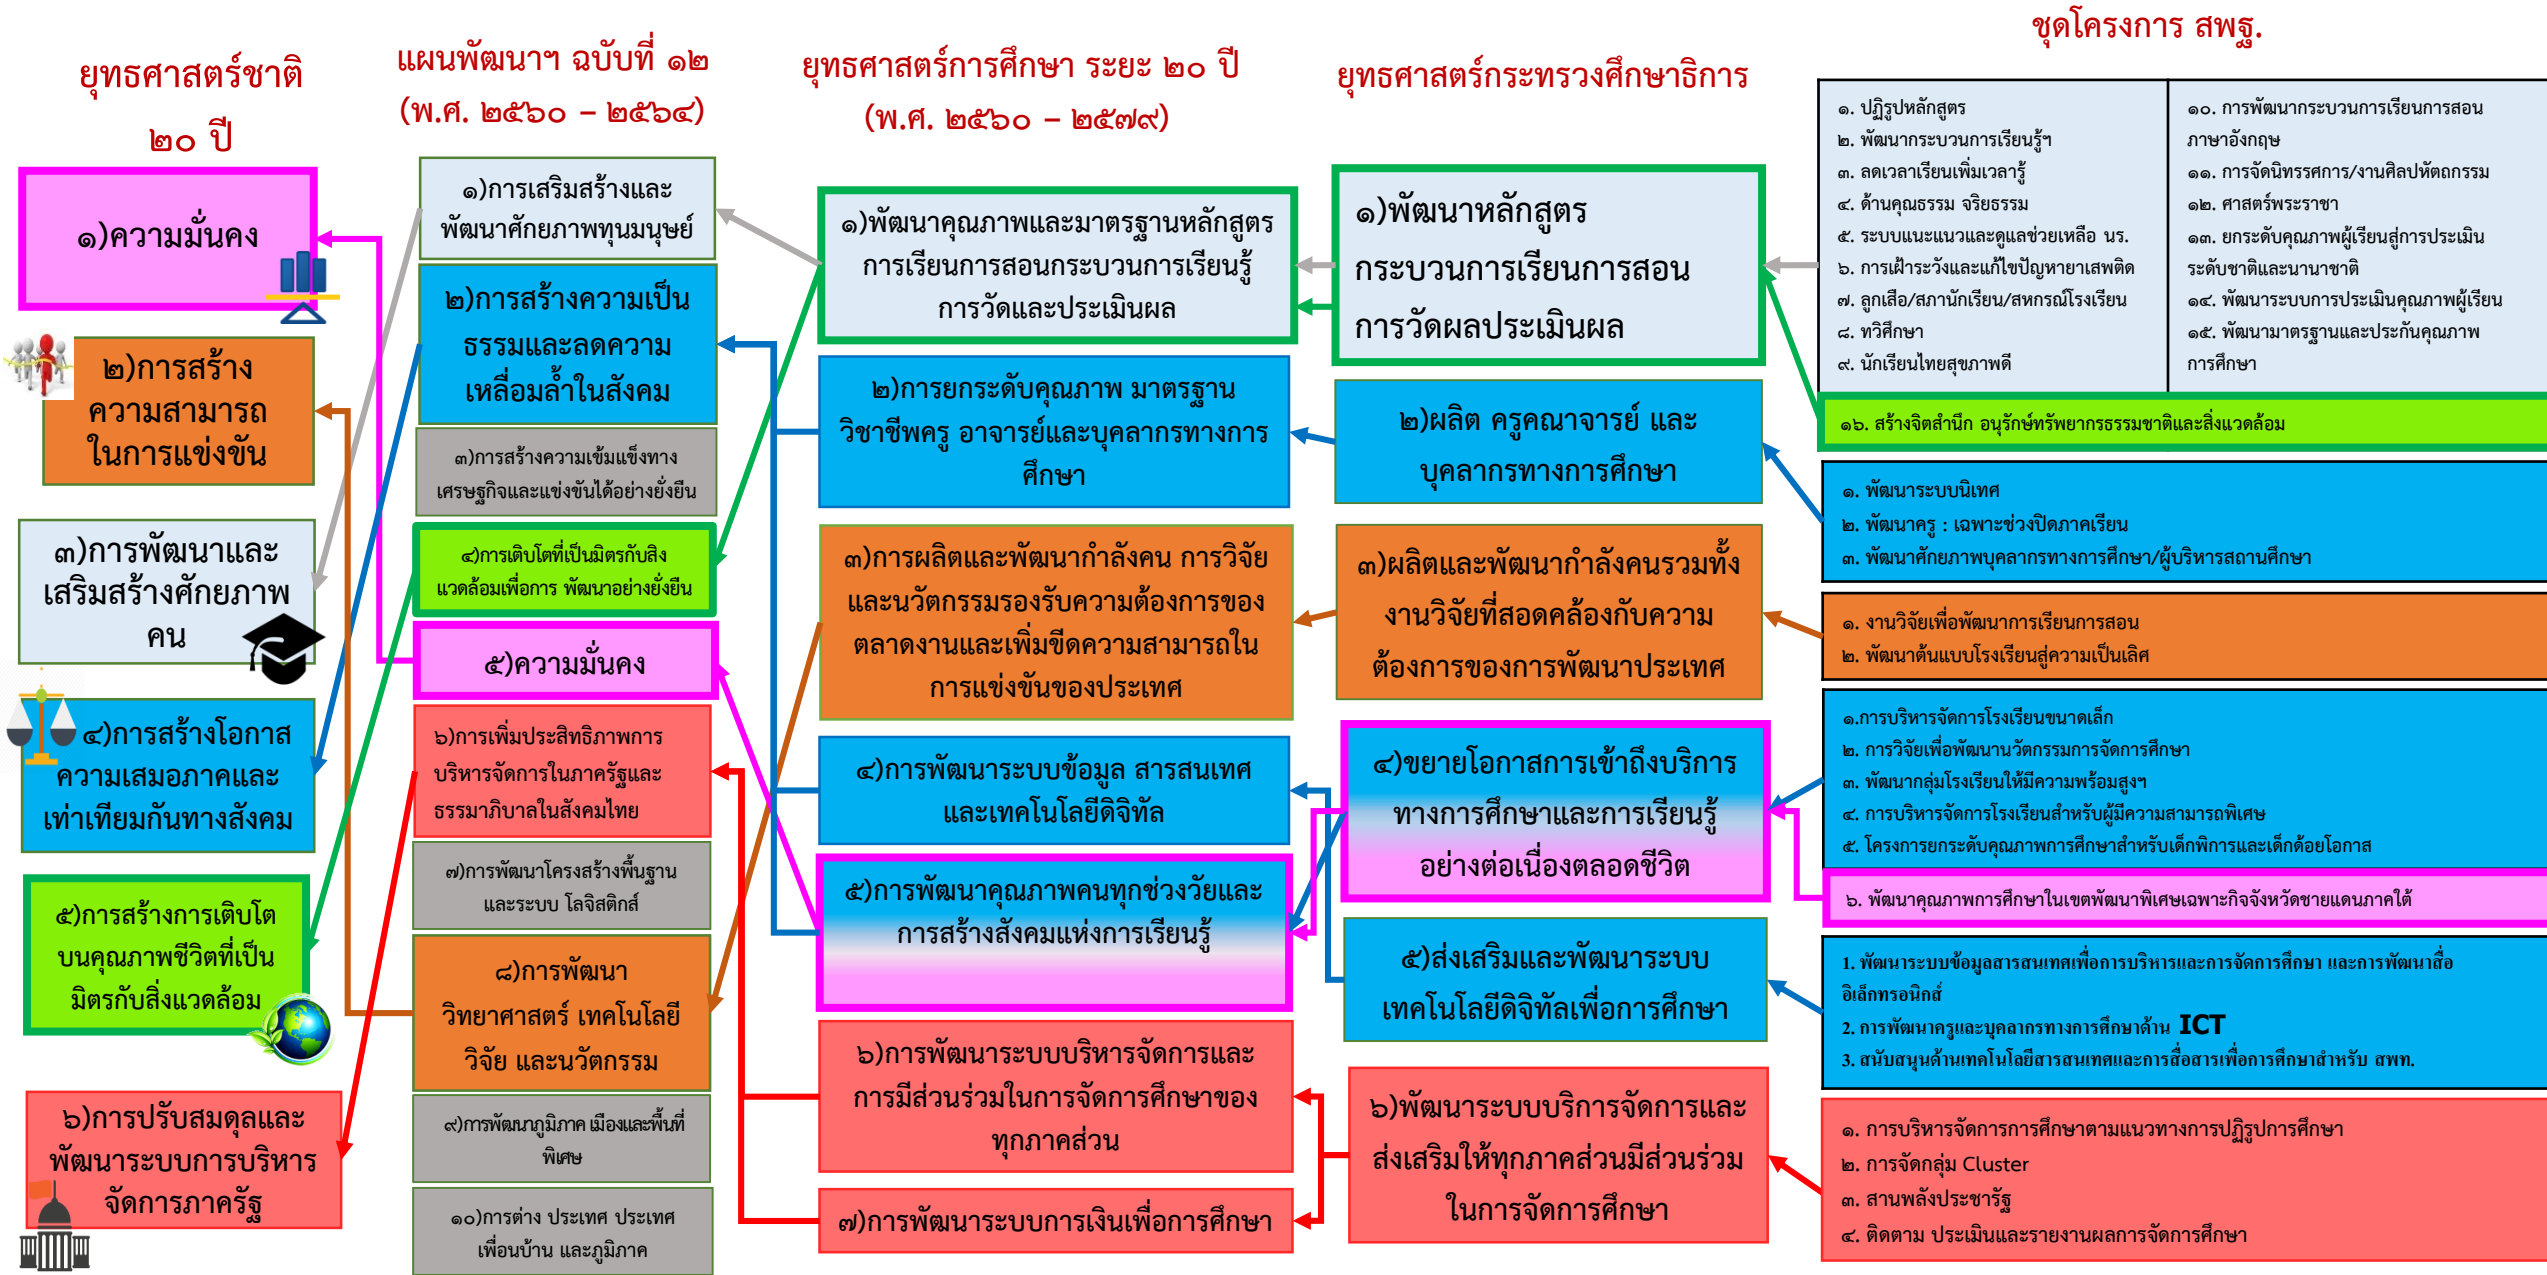 ยุทธศาสตร์ชาติ
๒๐ ปี
๑)ความมั่นคง
๒)การสร้าง
ความสามารถ
ในการแข่งขัน
๓)การพัฒนาและ
เสริมสร้างศักยภาพ
คน
๔)การสร้างโอกาส
ความเสมอภาคและ
เท่าเทียมกันทางสังคม
๕)การสร้างการเติบโต
บนคุณภาพชีวิตที่เป็น
มิตรกับสิ่งแวดล้อม
๖)การปรับสมดุลและ
พัฒนาระบบการบริหาร
จัดการภาครัฐ
แผนพัฒนาฯ ฉบับที่ ๑๒
(พ.ศ. ๒๕๖๐ – ๒๕๖๔)
๑)การเสริมสร้างและ
พัฒนาศักยภาพทุนมนุษย์
๒)การสร้างความเป็น
ธรรมและลดความ
เหลื่อมล้ำในสังคม
๓)การสร้างความเข้มแข็งทาง
เศรษฐกิจและแข่งขันได้อย่างยั่งยืน
๔)การเติบโตที่เป็นมิตรกับสิ่ง
แวดล้อมเพื่อการ พัฒนาอย่างยั่งยืน
๕)ความมั่นคง
๖)การเพิ่มประสิทธิภาพการ
บริหารจัดการในภาครัฐและ
ธรรมาภิบาลในสังคมไทย
๗)การพัฒนาโครงสร้างพื้นฐาน
และระบบ โลจิสติกส์
๘)การพัฒนา
วิทยาศาสตร์ เทคโนโลยี
วิจัย และนวัตกรรม
๙)การพัฒนาภูมิภาค เมืองและพื้นที่
พิเศษ
๑๐)การต่าง ประเทศ ประเทศ
เพื่อนบ้าน และภูมิภาค
ยุทธศาสตร์การศึกษา ระยะ ๒๐ ปี
(พ.ศ. ๒๕๖๐ – ๒๕๗๙)
๑)พัฒนาคุณภาพและมาตรฐานหลักสูตร
การเรียนการสอนกระบวนการเรียนรู้
การวัดและประเมินผล
๒)การยกระดับคุณภาพ มาตรฐาน
วิชาชีพครู อาจารย์และบุคลากรทางการ
ศึกษา
๓)การผลิตและพัฒนากำลังคน การวิจัย
และนวัตกรรมรองรับความต้องการของ
ตลาดงานและเพิ่มขีดความสามารถใน
การแข่งขันของประเทศ
๔)การพัฒนาระบบข้อมูล สารสนเทศ
และเทคโนโลยีดิจิทัล
๕)การพัฒนาคุณภาพคนทุกช่วงวัยและ
การสร้างสังคมแห่งการเรียนรู้
๖)การพัฒนาระบบบริหารจัดการและ
การมีส่วนร่วมในการจัดการศึกษาของ
ทุกภาคส่วน
๗)การพัฒนาระบบการเงินเพื่อการศึกษา
ยุทธศาสตร์กระทรวงศึกษาธิการ
๑)พัฒนาหลักสูตร
กระบวนการเรียนการสอน
การวัดผลประเมินผล
๒)ผลิต ครูคณาจารย์ และ
บุคลากรทางการศึกษา
๓)ผลิตและพัฒนากำลังคนรวมทั้ง
งานวิจัยที่สอดคล้องกับความ
ต้องการของการพัฒนาประเทศ
๔)ขยายโอกาสการเข้าถึงบริการ
ทางการศึกษาและการเรียนรู้
อย่างต่อเนื่องตลอดชีวิต
๕)ส่งเสริมและพัฒนาระบบ
เทคโนโลยีดิจิทัลเพื่อการศึกษา
๖)พัฒนาระบบบริการจัดการและ
ส่งเสริมให้ทุกภาคส่วนมีส่วนร่วม
ในการจัดการศึกษา
ชุดโครงการ สพฐ.
๑. ปฏิรูปหลักสูตร
๒. พัฒนากระบวนการเรียนรู้ฯ
๓. ลดเวลาเรียนเพิ่มเวลารู้
๔. ด้านคุณธรรม จริยธรรม
๕. ระบบแนะแนวและดูแลช่วยเหลือ นร.
๖. การเฝ้าระวังและแก้ไขปัญหายาเสพติด
๗. ลูกเสือ/สภานักเรียน/สหกรณ์โรงเรียน
๘. ทวิศึกษา
๙. นักเรียนไทยสุขภาพดี
๑๐. การพัฒนากระบวนการเรียนการสอน
ภาษาอังกฤษ
๑๑. การจัดนิทรรศการ/งานศิลปหัตถกรรม
๑๒. ศาสตร์พระราชา
๑๓. ยกระดับคุณภาพผู้เรียนสู่การประเมิน
ระดับชาติและนานาชาติ
๑๔. พัฒนาระบบการประเมินคุณภาพผู้เรียน
๑๕. พัฒนามาตรฐานและประกันคุณภาพ
การศึกษา
๑๖. สร้างจิตสำนึก อนุรักษ์ทรัพยากรธรรมชาติและสิ่งแวดล้อม
๑. พัฒนาระบบนิเทศ
๒. พัฒนาครู : เฉพาะช่วงปิดภาคเรียน
๓. พัฒนาศักยภาพบุคลากรทางการศึกษา/ผู้บริหารสถานศึกษา
๑. งานวิจัยเพื่อพัฒนาการเรียนการสอน
๒. พัฒนาต้นแบบโรงเรียนสู่ความเป็นเลิศ
๑.การบริหารจัดการโรงเรียนขนาดเล็ก
๒. การวิจัยเพื่อพัฒนานวัตกรรมการจัดการศึกษา
๓. พัฒนากลุ่มโรงเรียนให้มีความพร้อมสูงฯ
๔. การบริหารจัดการโรงเรียนสำหรับผู้มีความสามารถพิเศษ
๕. โครงการยกระดับคุณภาพการศึกษาสำหรับเด็กพิการและเด็กด้อยโอกาส
๖. พัฒนาคุณภาพการศึกษาในเขตพัฒนาพิเศษเฉพาะกิจจังหวัดชายแดนภาคใต้
1. พัฒนาระบบข้อมูลสารสนเทศเพื่อการบริหารและการจัดการศึกษา และการพัฒนาสื่อ
อิเล็กทรอนิกส์
2. การพัฒนาครูและบุคลากรทางการศึกษาด้าน ICT
3. สนับสนุนด้านเทคโนโลยีสารสนเทศและการสื่อสารเพื่อการศึกษาสำหรับ สพท.
๑. การบริหารจัดการการศึกษาตามแนวทางการปฏิรูปการศึกษา
๒. การจัดกลุ่ม Cluster
๓. สานพลังประชารัฐ
๔. ติดตาม ประเมินและรายงานผลการจัดการศึกษา